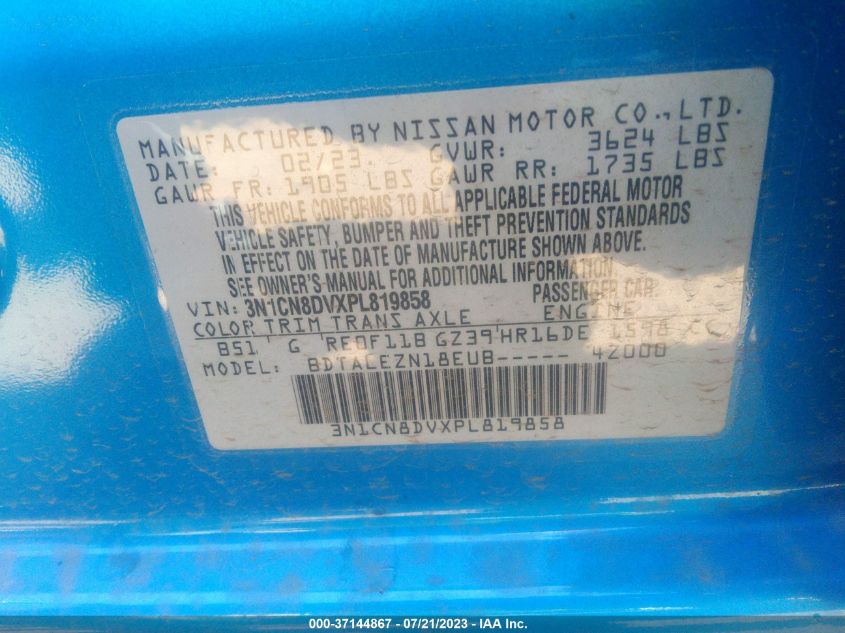 MANUFACTURED BY NISSAN MOTOR CO., LTD.
DATE: 02/23 GVWR: 3624 LBS
GAWR FR: 1905 LBS GAWR RR: 1735 LBS
THIS VEHICLE CONFORMS TO ALL APPLICABLE FEDERAL MOTOR
VEHICLE SAFETY, BUMPER AND THEFT PREVENTION STANDARDS
IN EFFECT ON THE DATE OF MANUFACTURE SHOWN ABOVE.
SEE OWNER'S-MANUAL FOR ADDITIONAL INFORMATION.
VIN: 3N1CN8DVXPL819858 PASSENGER CAR.
COLOR TRIM TRANS AXLE ENGINE
B51 G RE0F11B GZ39 HR16DE 1598 CC
MODEL: BDTALEZN18EUB----- 42000
3N1CN8DVXPL819858
000-37144867 - 07/21/2023 - IAA Inc.